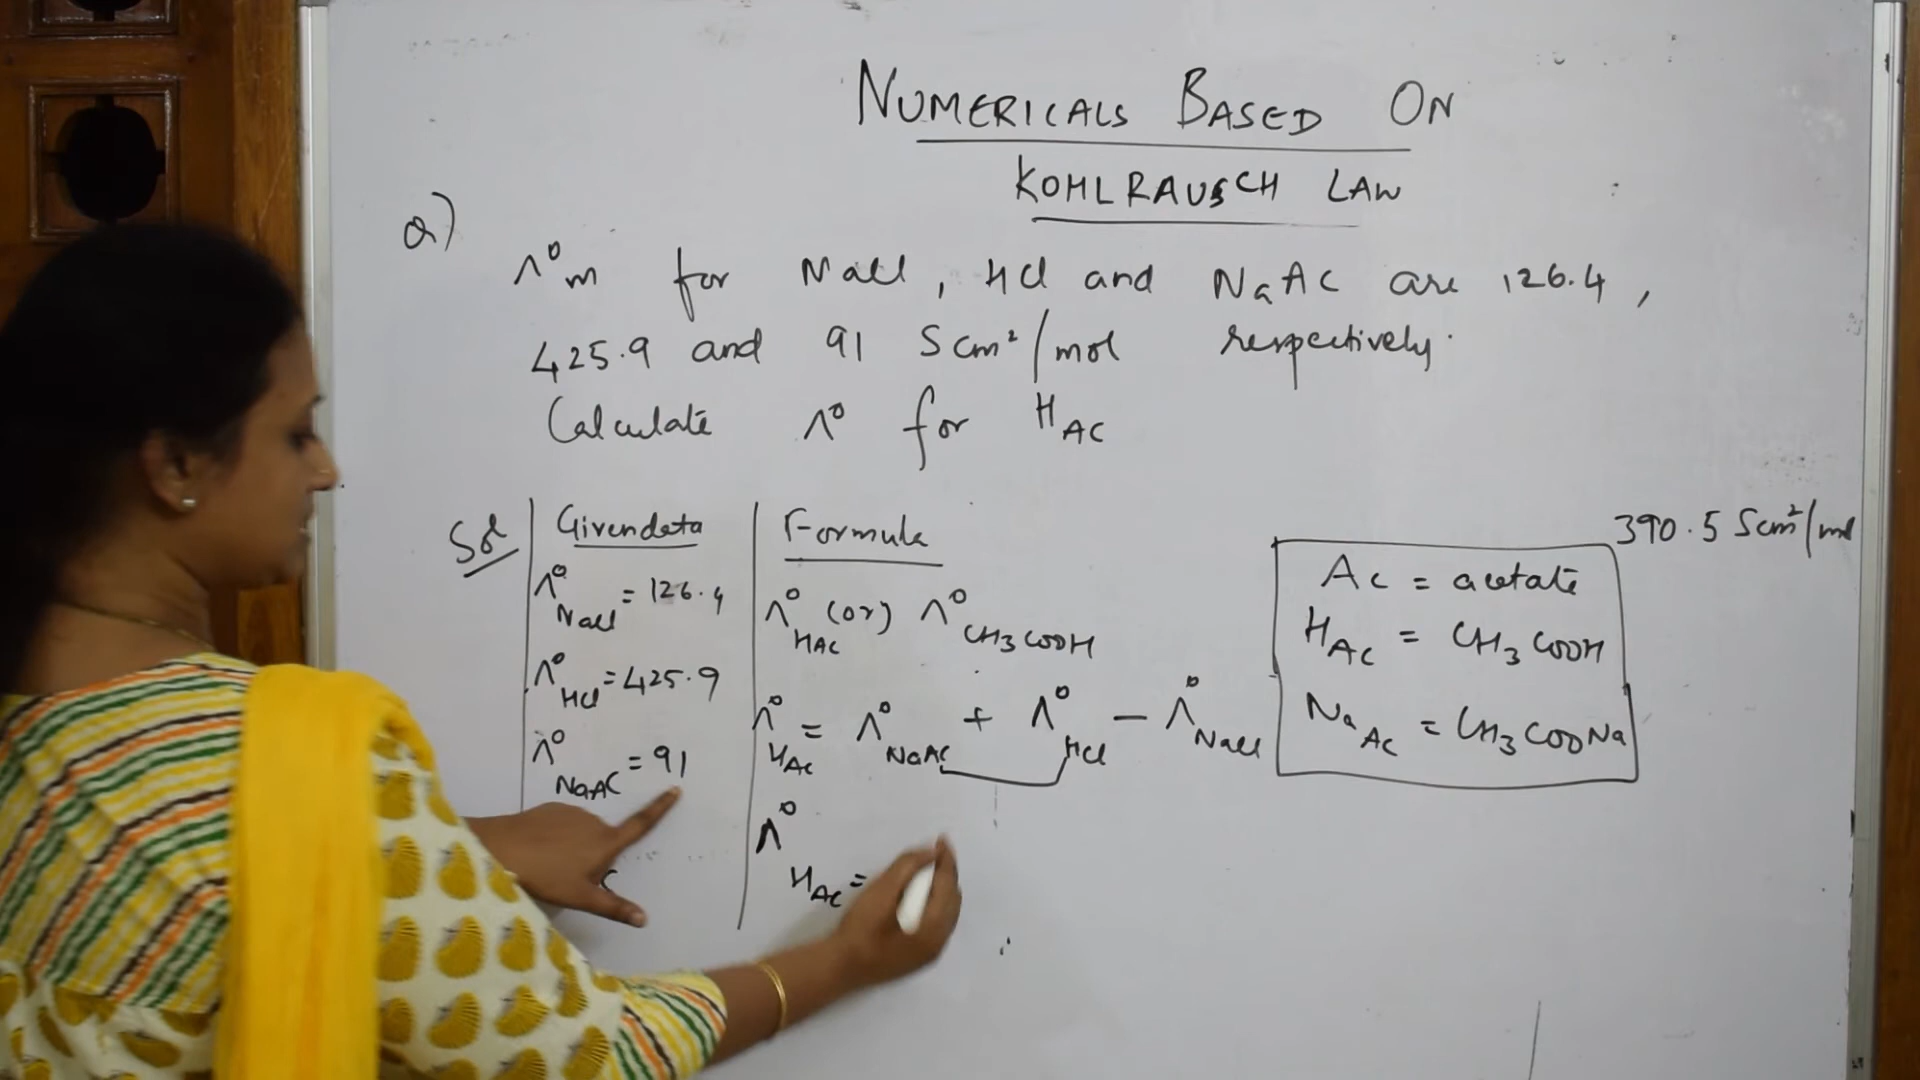 NUMERICALS BASED ON
KOHLRAUSCH LAW
Q)
Λ°m for NaCl, HCl and NaAC are 126.4,
425.9 and 91 Scm²/mol respectively.
Calculate Λ° for HAC
Sol
Givendata
Λ°NaCl = 126.4
Λ°HCl = 425.9
Λ°NaAC = 91
Formula
Λ°HAC (or) Λ°CH3COOH
Λ°HAC = Λ°NaAC + Λ°HCl − Λ°NaCl
Λ°HAC =
390.5 Scm²/mol
Ac = acetate
HAC = CH3COOH
NaAC = CH3COONa